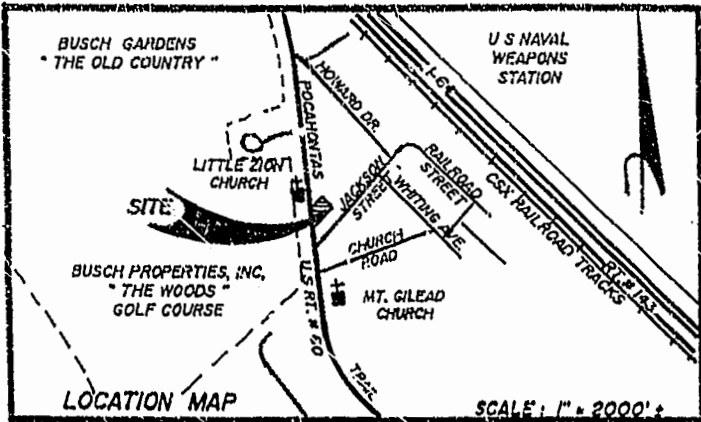 BUSCH GARDENS
"THE OLD COUNTRY"
U S NAVAL
WEAPONS
STATION
I-64
HOWARD DR.
POCAHONTAS
LITTLE ZION
CHURCH
JACKSON
STREET
RAILROAD
STREET
WHITING AVE.
CSX RAILROAD TRACKS
RT. # 143
SITE
CHURCH
ROAD
BUSCH PROPERTIES, INC,
"THE WOODS"
GOLF COURSE
U.S RT. # 60
MT. GILEAD
CHURCH
TRAIL
LOCATION MAP
SCALE: 1" = 2000' ±